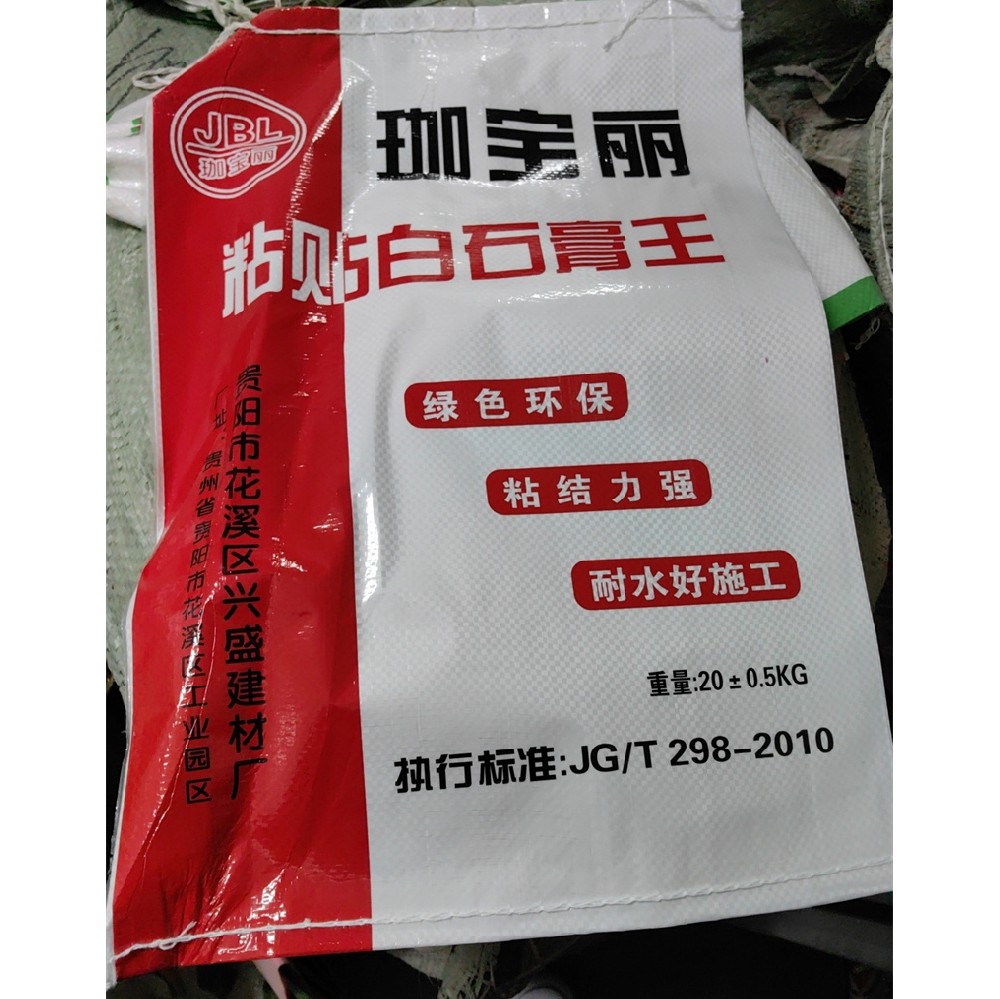 JBL
珈宝丽
珈宝丽
粘贴白石膏王
绿色环保
粘结力强
耐水好施工
重量:20±0.5KG
执行标准:JG/T 298-2010
贵阳市花溪区兴盛建材厂
厂址:贵州省贵阳市花溪区工业园区